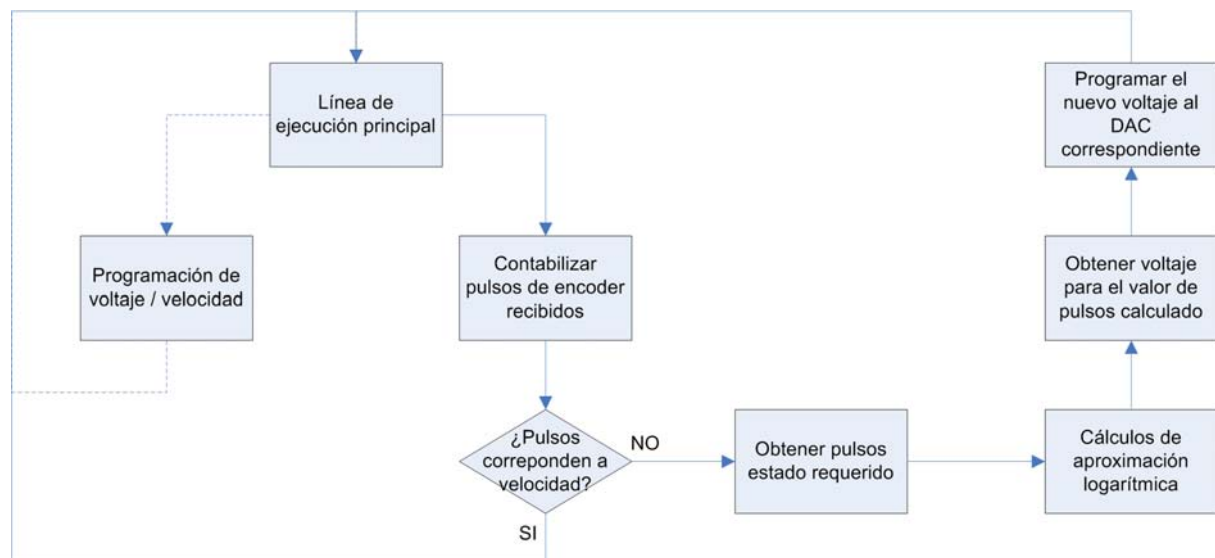 Línea de
ejecución principal
Programar el
nuevo voltaje al
DAC
correspondiente
Programación de
voltaje / velocidad
Contabilizar
pulsos de encoder
recibidos
Obtener voltaje
para el valor de
pulsos calculado
¿Pulsos
correponden a
velocidad?
NO
Obtener pulsos
estado requerido
Cálculos de
aproximación
logarítmica
SI